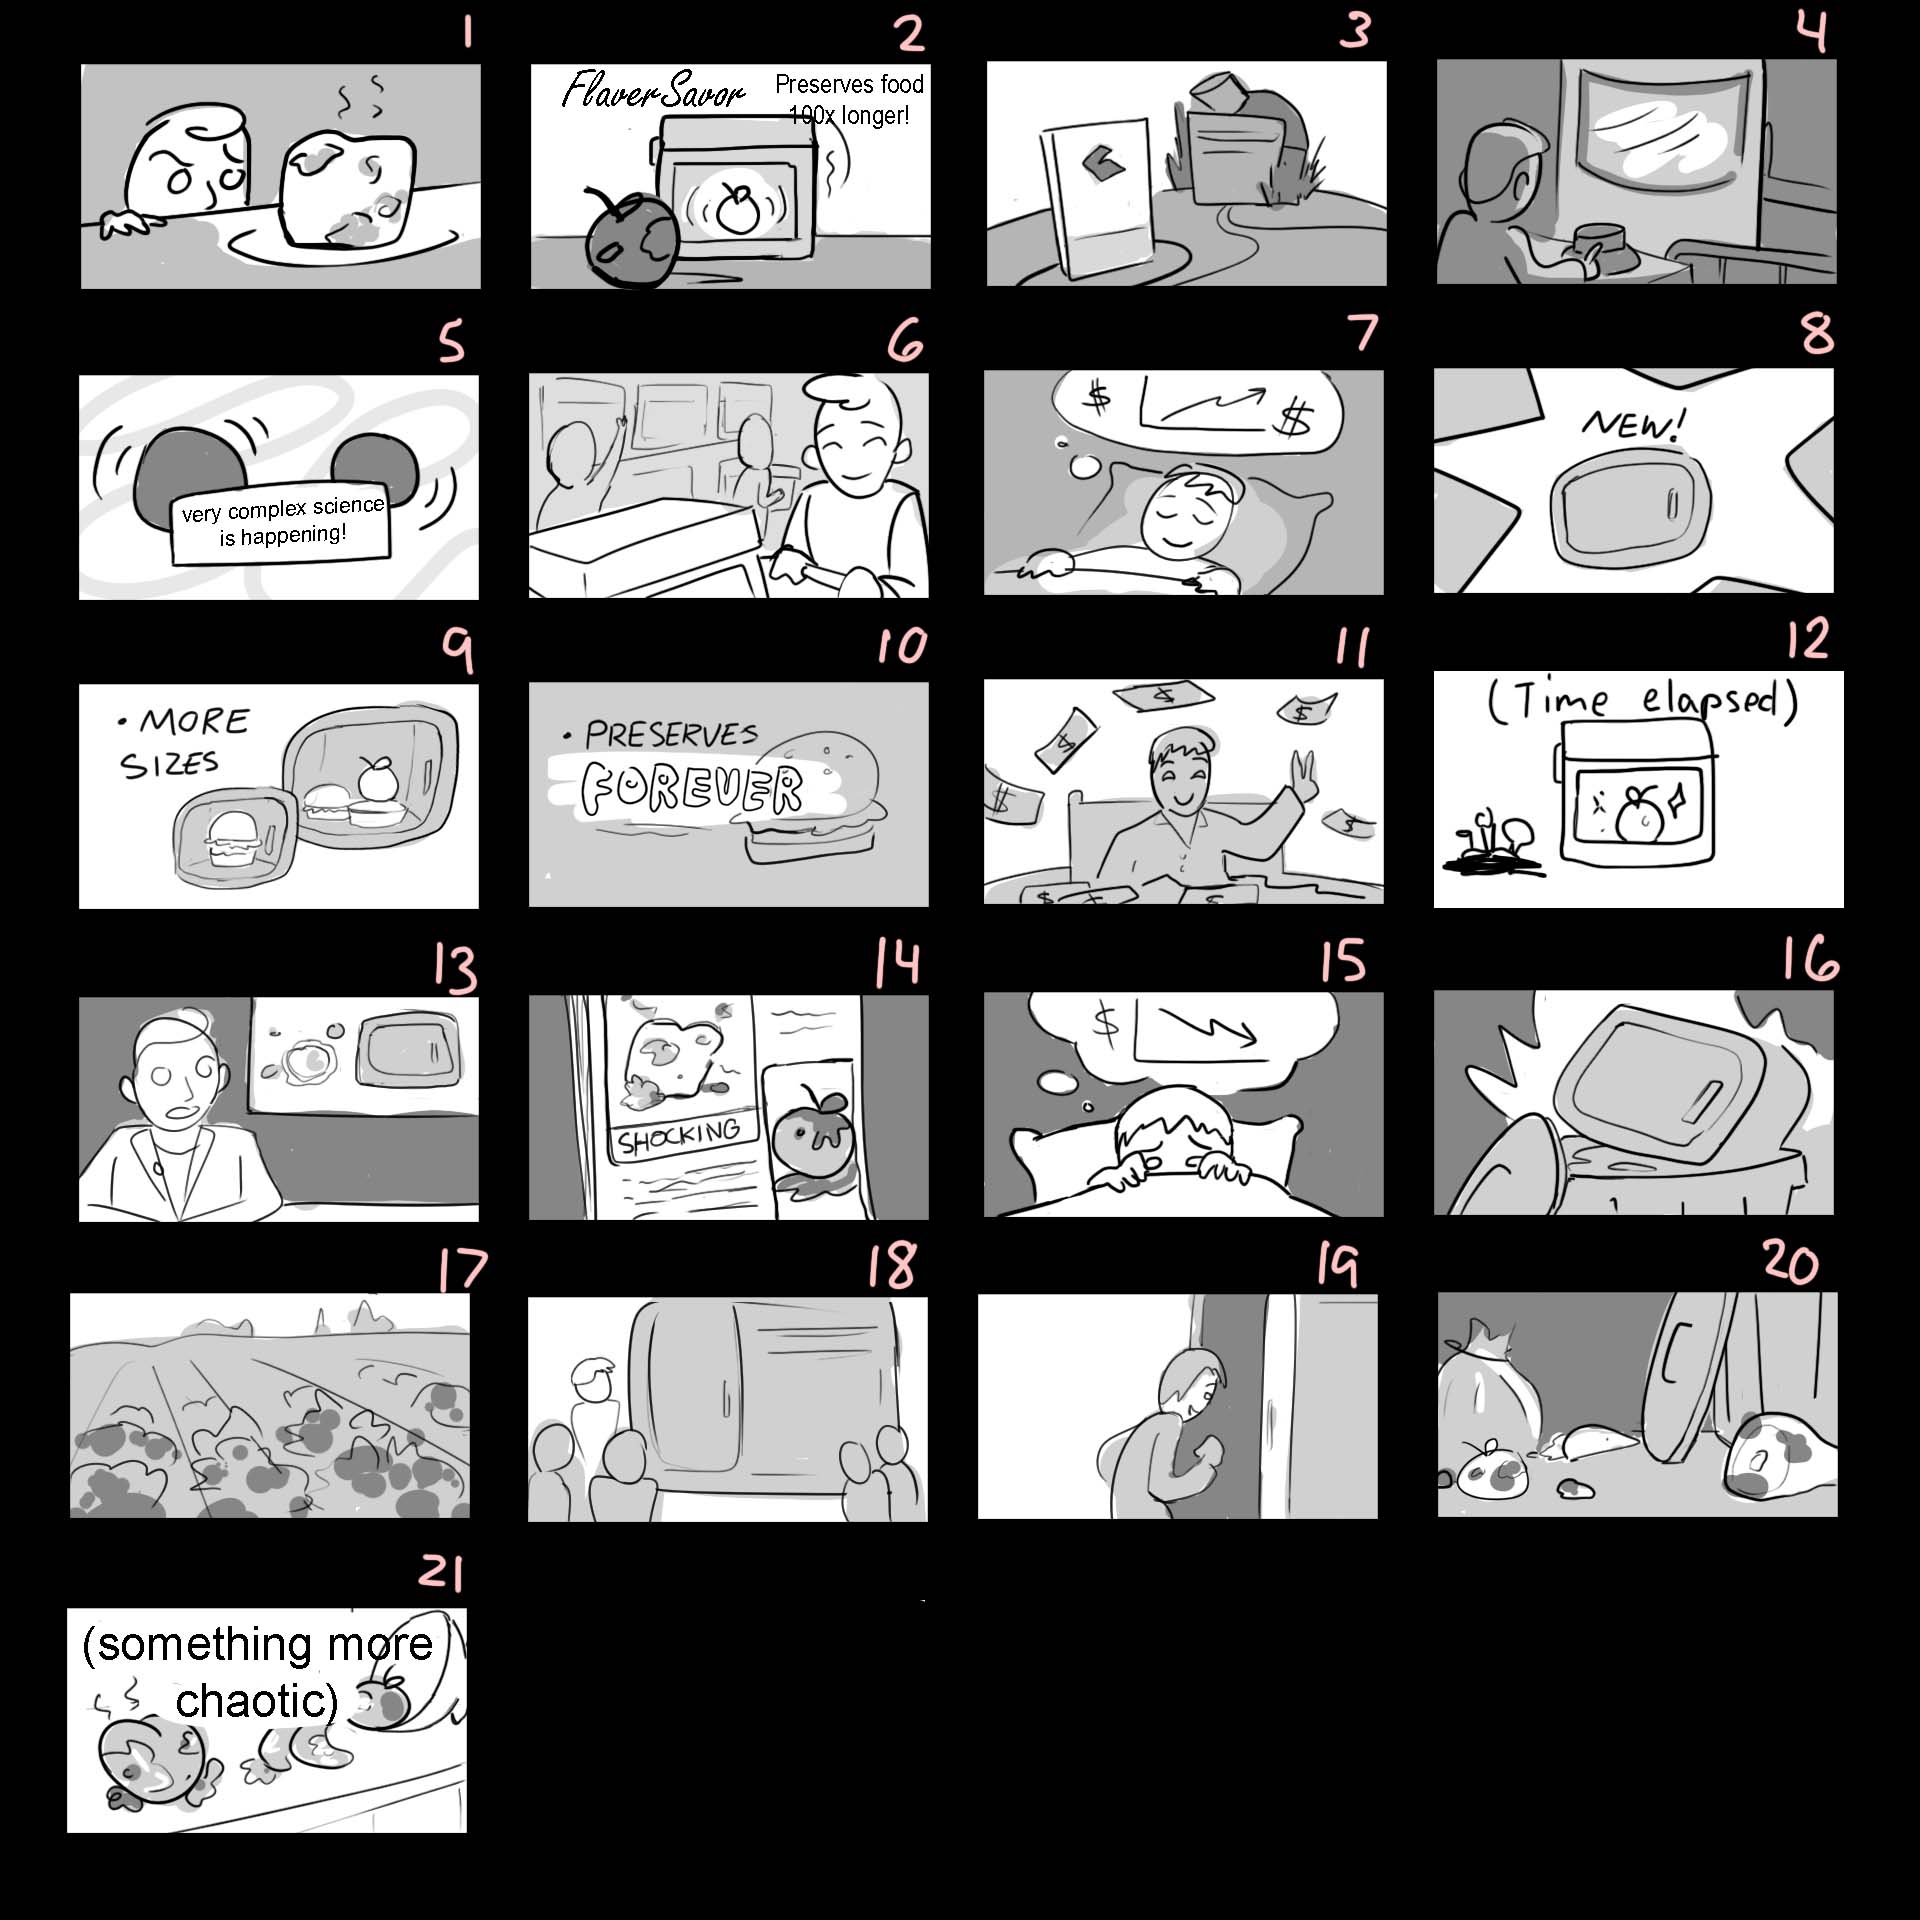 1
2
FlaverSavor
Preserves food
100x longer!
3
4
5
very complex science
is happening!
6
7
$
$
8
NEW!
9
• MORE
SIZES
10
• PRESERVES
FOREVER
11
$
$
$
$
$
$
$
$
12
(Time elapsed)
13
14
SHOCKING
15
$
16
17
18
19
20
21
(something more
chaotic)